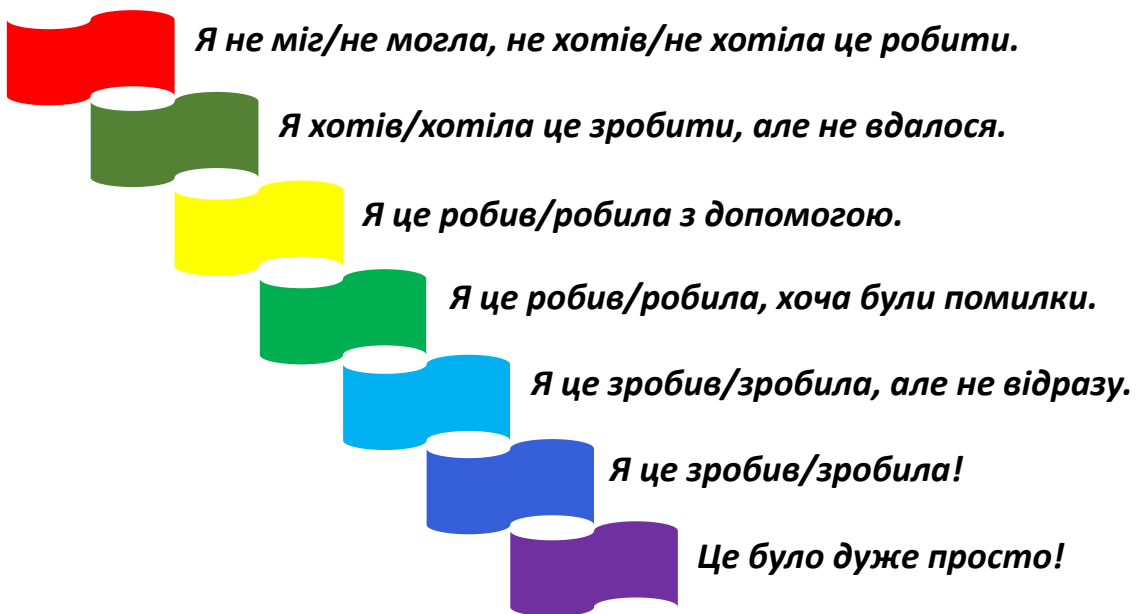 Я не міг/не могла, не хотів/не хотіла це робити.
Я хотів/хотіла це зробити, але не вдалося.
Я це робив/робила з допомогою.
Я це робив/робила, хоча були помилки.
Я це зробив/зробила, але не відразу.
Я це зробив/зробила!
Це було дуже просто!